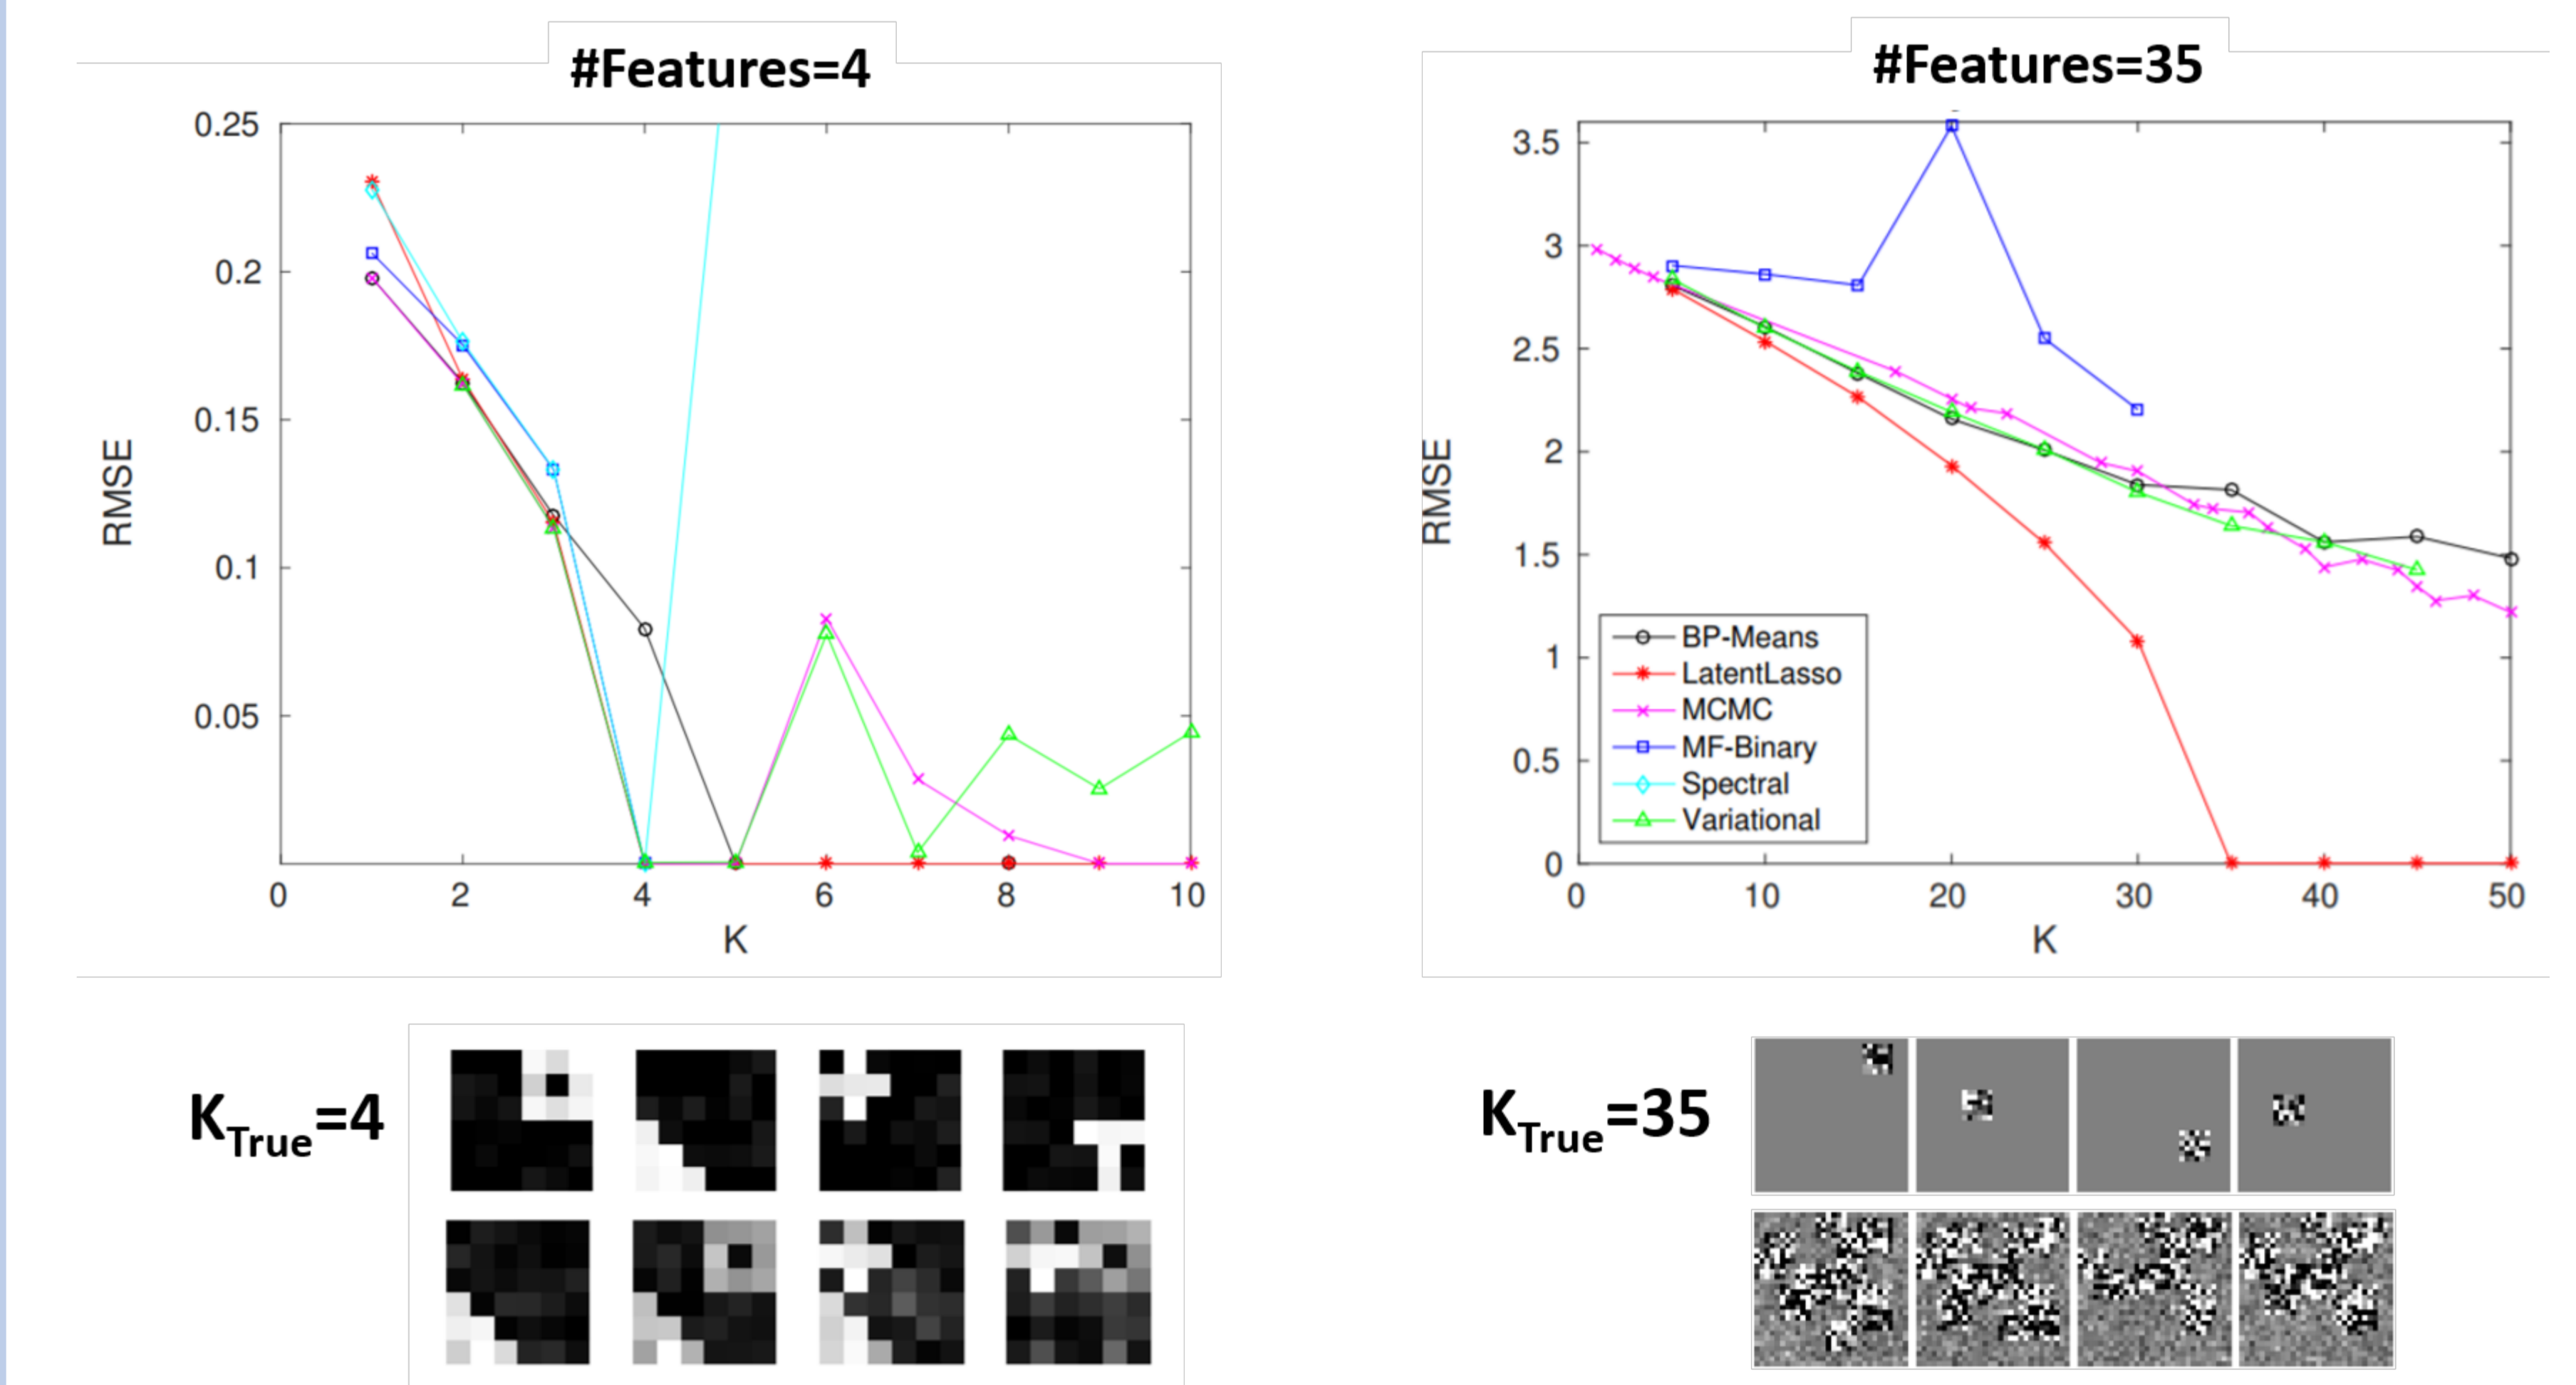 #Features=4
0.25
0.2
0.15
0.1
0.05
RMSE
0 2 4 6 8 10
K
#Features=35
3.5
3
2.5
2
1.5
1
0.5
0
RMSE
BP-Means
LatentLasso
MCMC
MF-Binary
Spectral
Variational
0 10 20 30 40 50
K
KTrue=4
KTrue=35